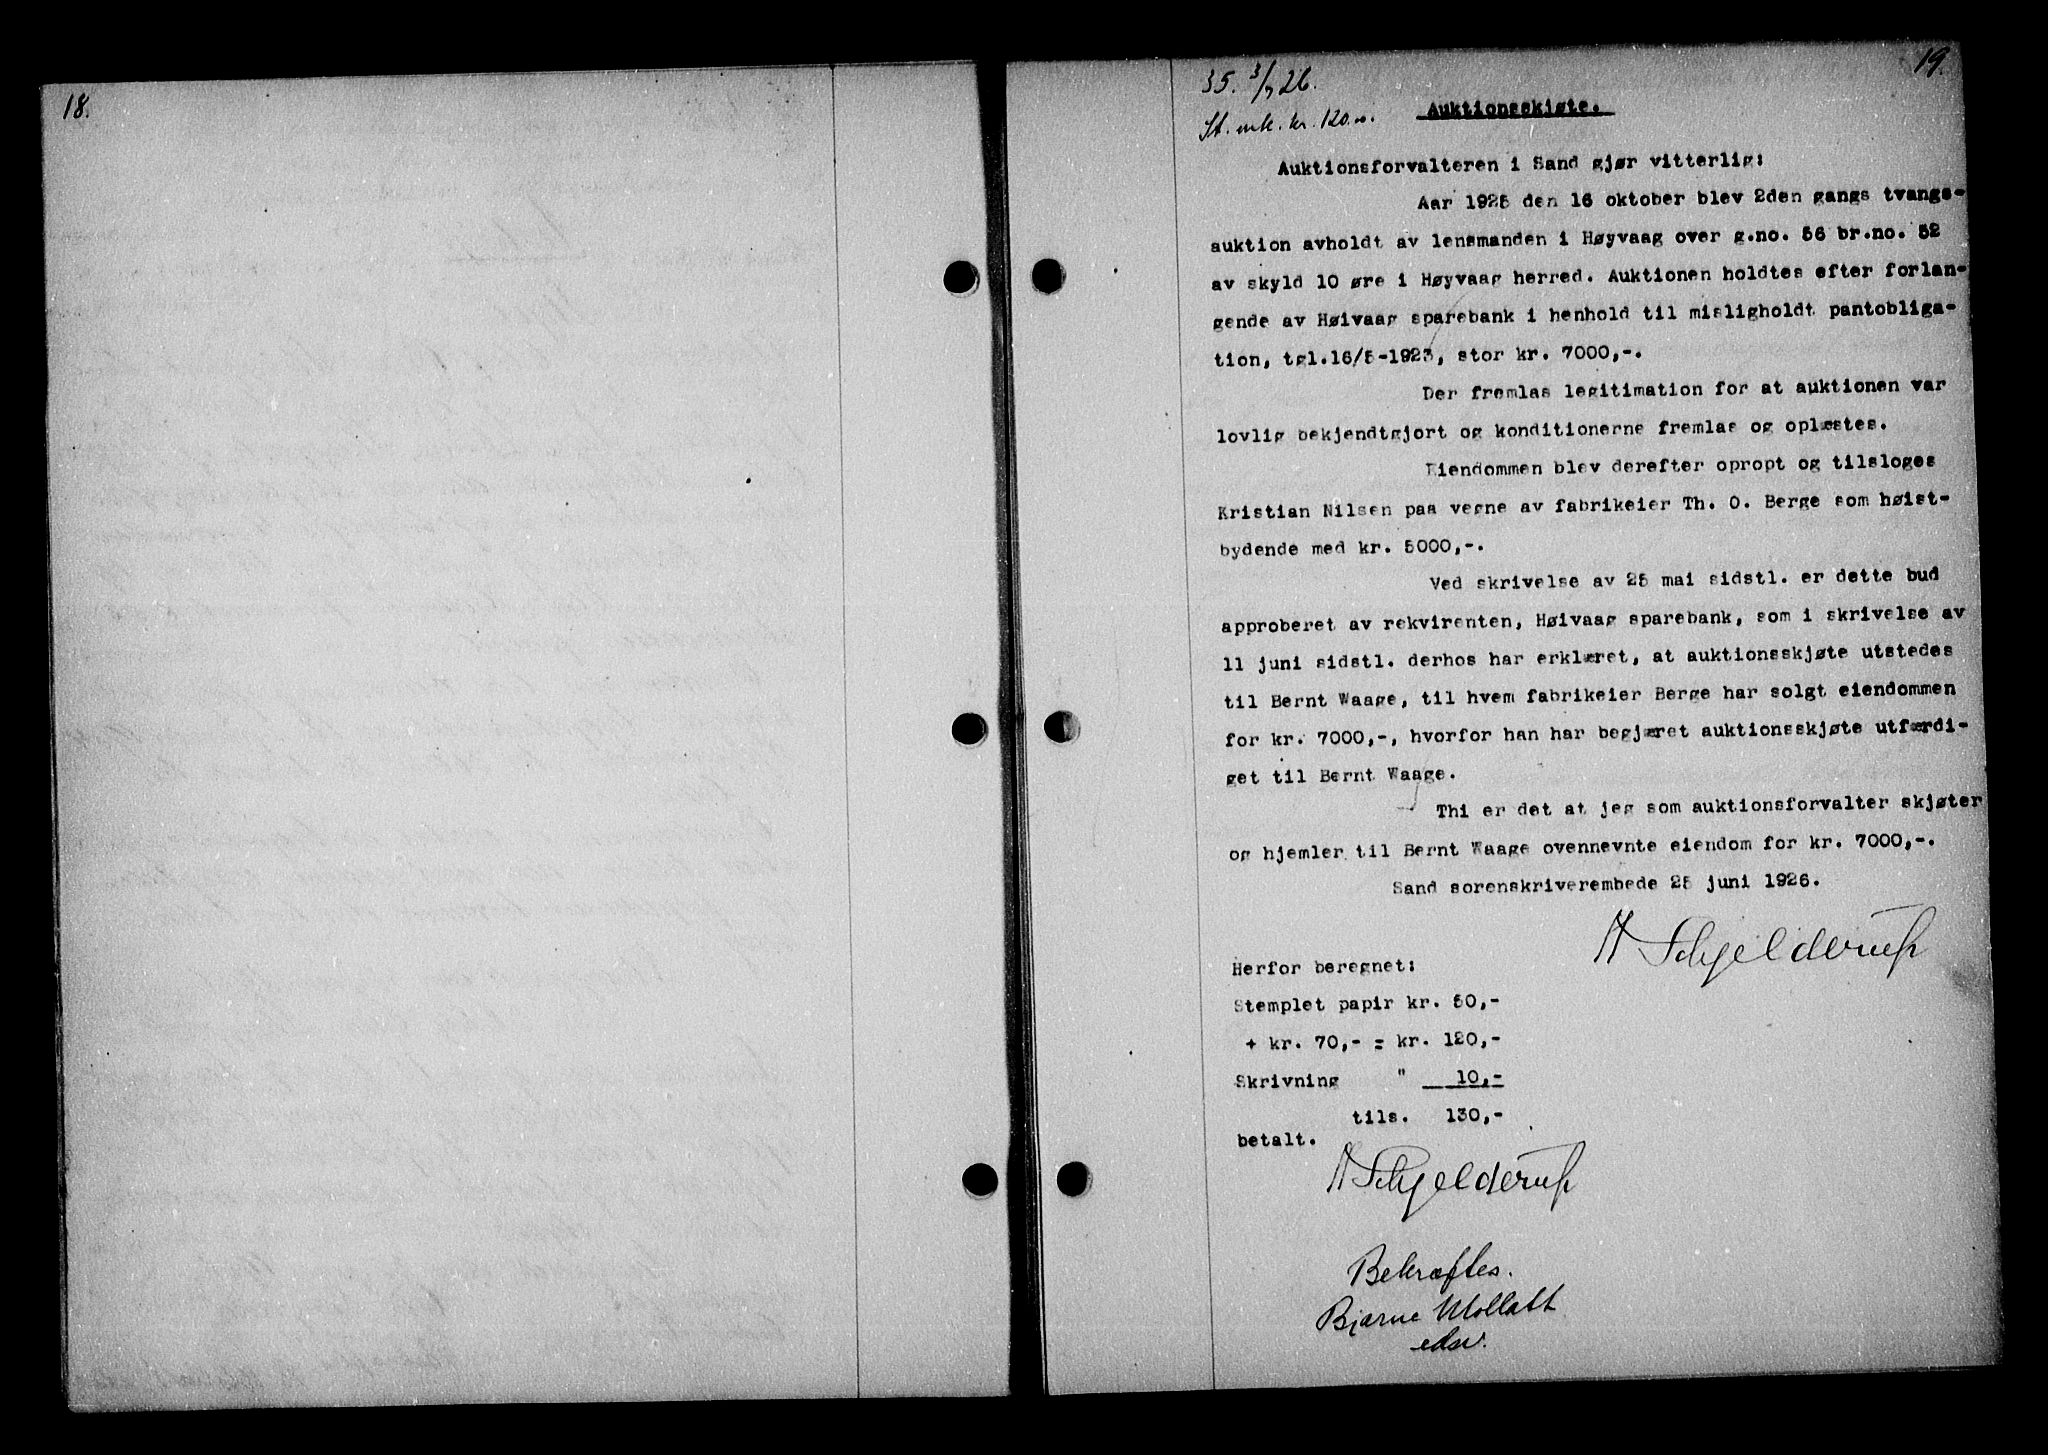 18.
19.
35. 3/7 26.
St. mk. kr. 120.00.
Auktionsskjøte.
Auktionsforvalteren i Sand gjør vitterlig:
Aar 1925 den 16 oktober blev 2den gangs tvangs-
auktion avholdt av lensmanden i Høyvaag over g.no. 56 br.no. 52
av skyld 10 øre i Høyvaag herred. Auktionen holdtes efter forlan-
gende av Høivaag sparebank i henhold til misligholdt pantobliga-
tion, tgl.16/5-1923, stor kr. 7000,-.
Der fremlas legitimation for at auktionen var
lovlig bekjendtgjort og konditionerne fremlas og oplæstes.
Eiendommen blev derefter opropt og tilsloges
Kristian Nilsen paa vegne av fabrikeier Th. O. Berge som høist-
bydende med kr. 5000,-.
Ved skrivelse av 25 mai sidstl. er dette bud
approberet av rekvirenten, Høivaag sparebank, som i skrivelse av
11 juni sidstl. derhos har erklæret, at auktionsskjøte utstedes
til Bernt Waage, til hvem fabrikeier Berge har solgt eiendommen
for kr. 7000,-, hvorfor han har begjæret auktionsskjøte utfærdi-
get til Bernt Waage.
Thi er det at jeg som auktionsforvalter skjøter
og hjemler til Bernt Waage ovennevnte eiendom for kr. 7000,-.
Sand sorenskriverembede 25 juni 1926.
A Schjelderup
Herfor beregnet:
Stemplet papir kr. 50,-
+ kr. 70,- = kr. 120,-
Skrivning " 10,-
tils. 130,-
betalt.
A Schjelderup
Bekræftes.
Bjarne Mollatt
edsv.